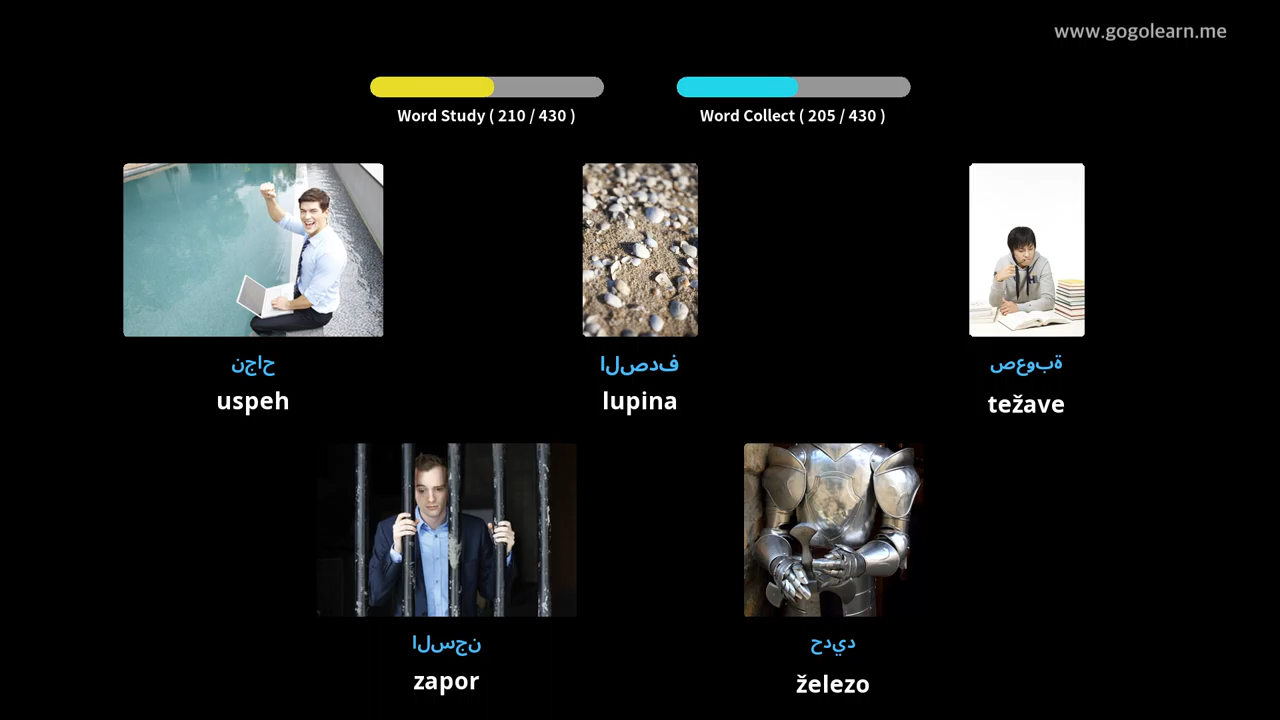 www.gogolearn.me
Word Study ( 210 / 430 )
Word Collect ( 205 / 430 )
نجاح
uspeh
الصدف
lupina
صعوبة
težave
السجن
zapor
حديد
železo